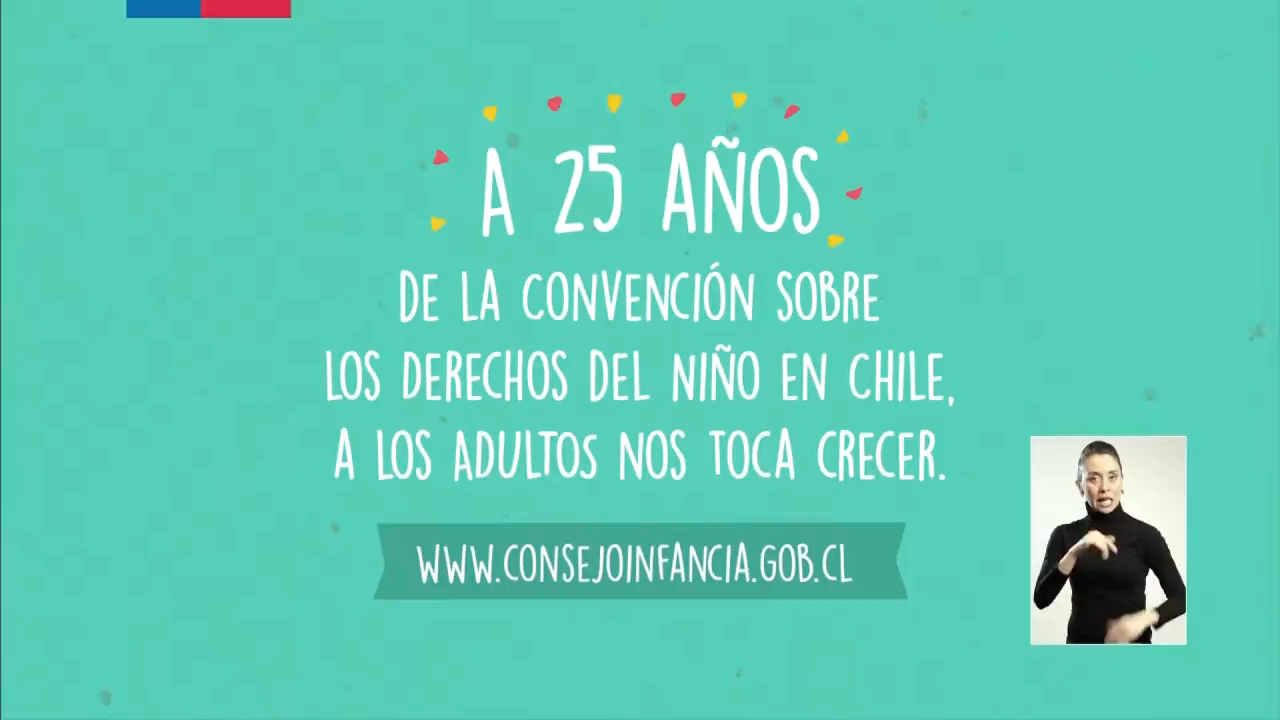 A 25 AÑOS
DE LA CONVENCIÓN SOBRE
LOS DERECHOS DEL NIÑO EN CHILE,
A LOS ADULTOS NOS TOCA CRECER.
WWW.CONSEJOINFANCIA.GOB.CL